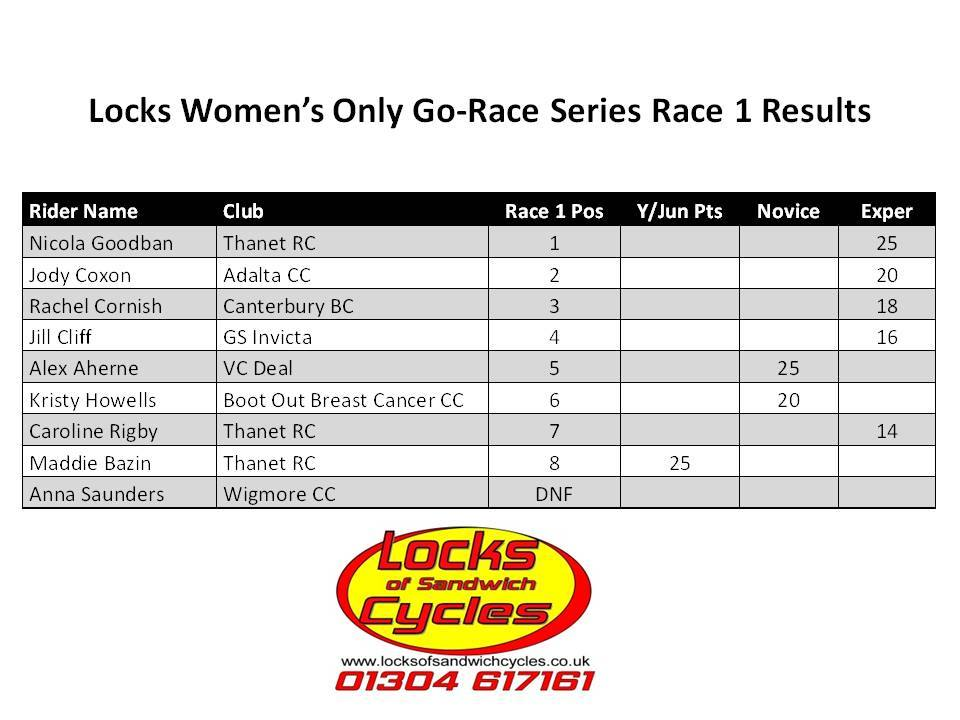 Locks Women's Only Go-Race Series Race 1 Results
Rider Name Club Race 1 Pos Y/Jun Pts Novice Exper
Nicola Goodban Thanet RC 1 25
Jody Coxon Adalta CC 2 20
Rachel Cornish Canterbury BC 3 18
Jill Cliff GS Invicta 4 16
Alex Aherne VC Deal 5 25
Kristy Howells Boot Out Breast Cancer CC 6 20
Caroline Rigby Thanet RC 7 14
Maddie Bazin Thanet RC 8 25
Anna Saunders Wigmore CC DNF
Locks
of Sandwich
Cycles
www.locksofsandwichcycles.co.uk
01304 617161